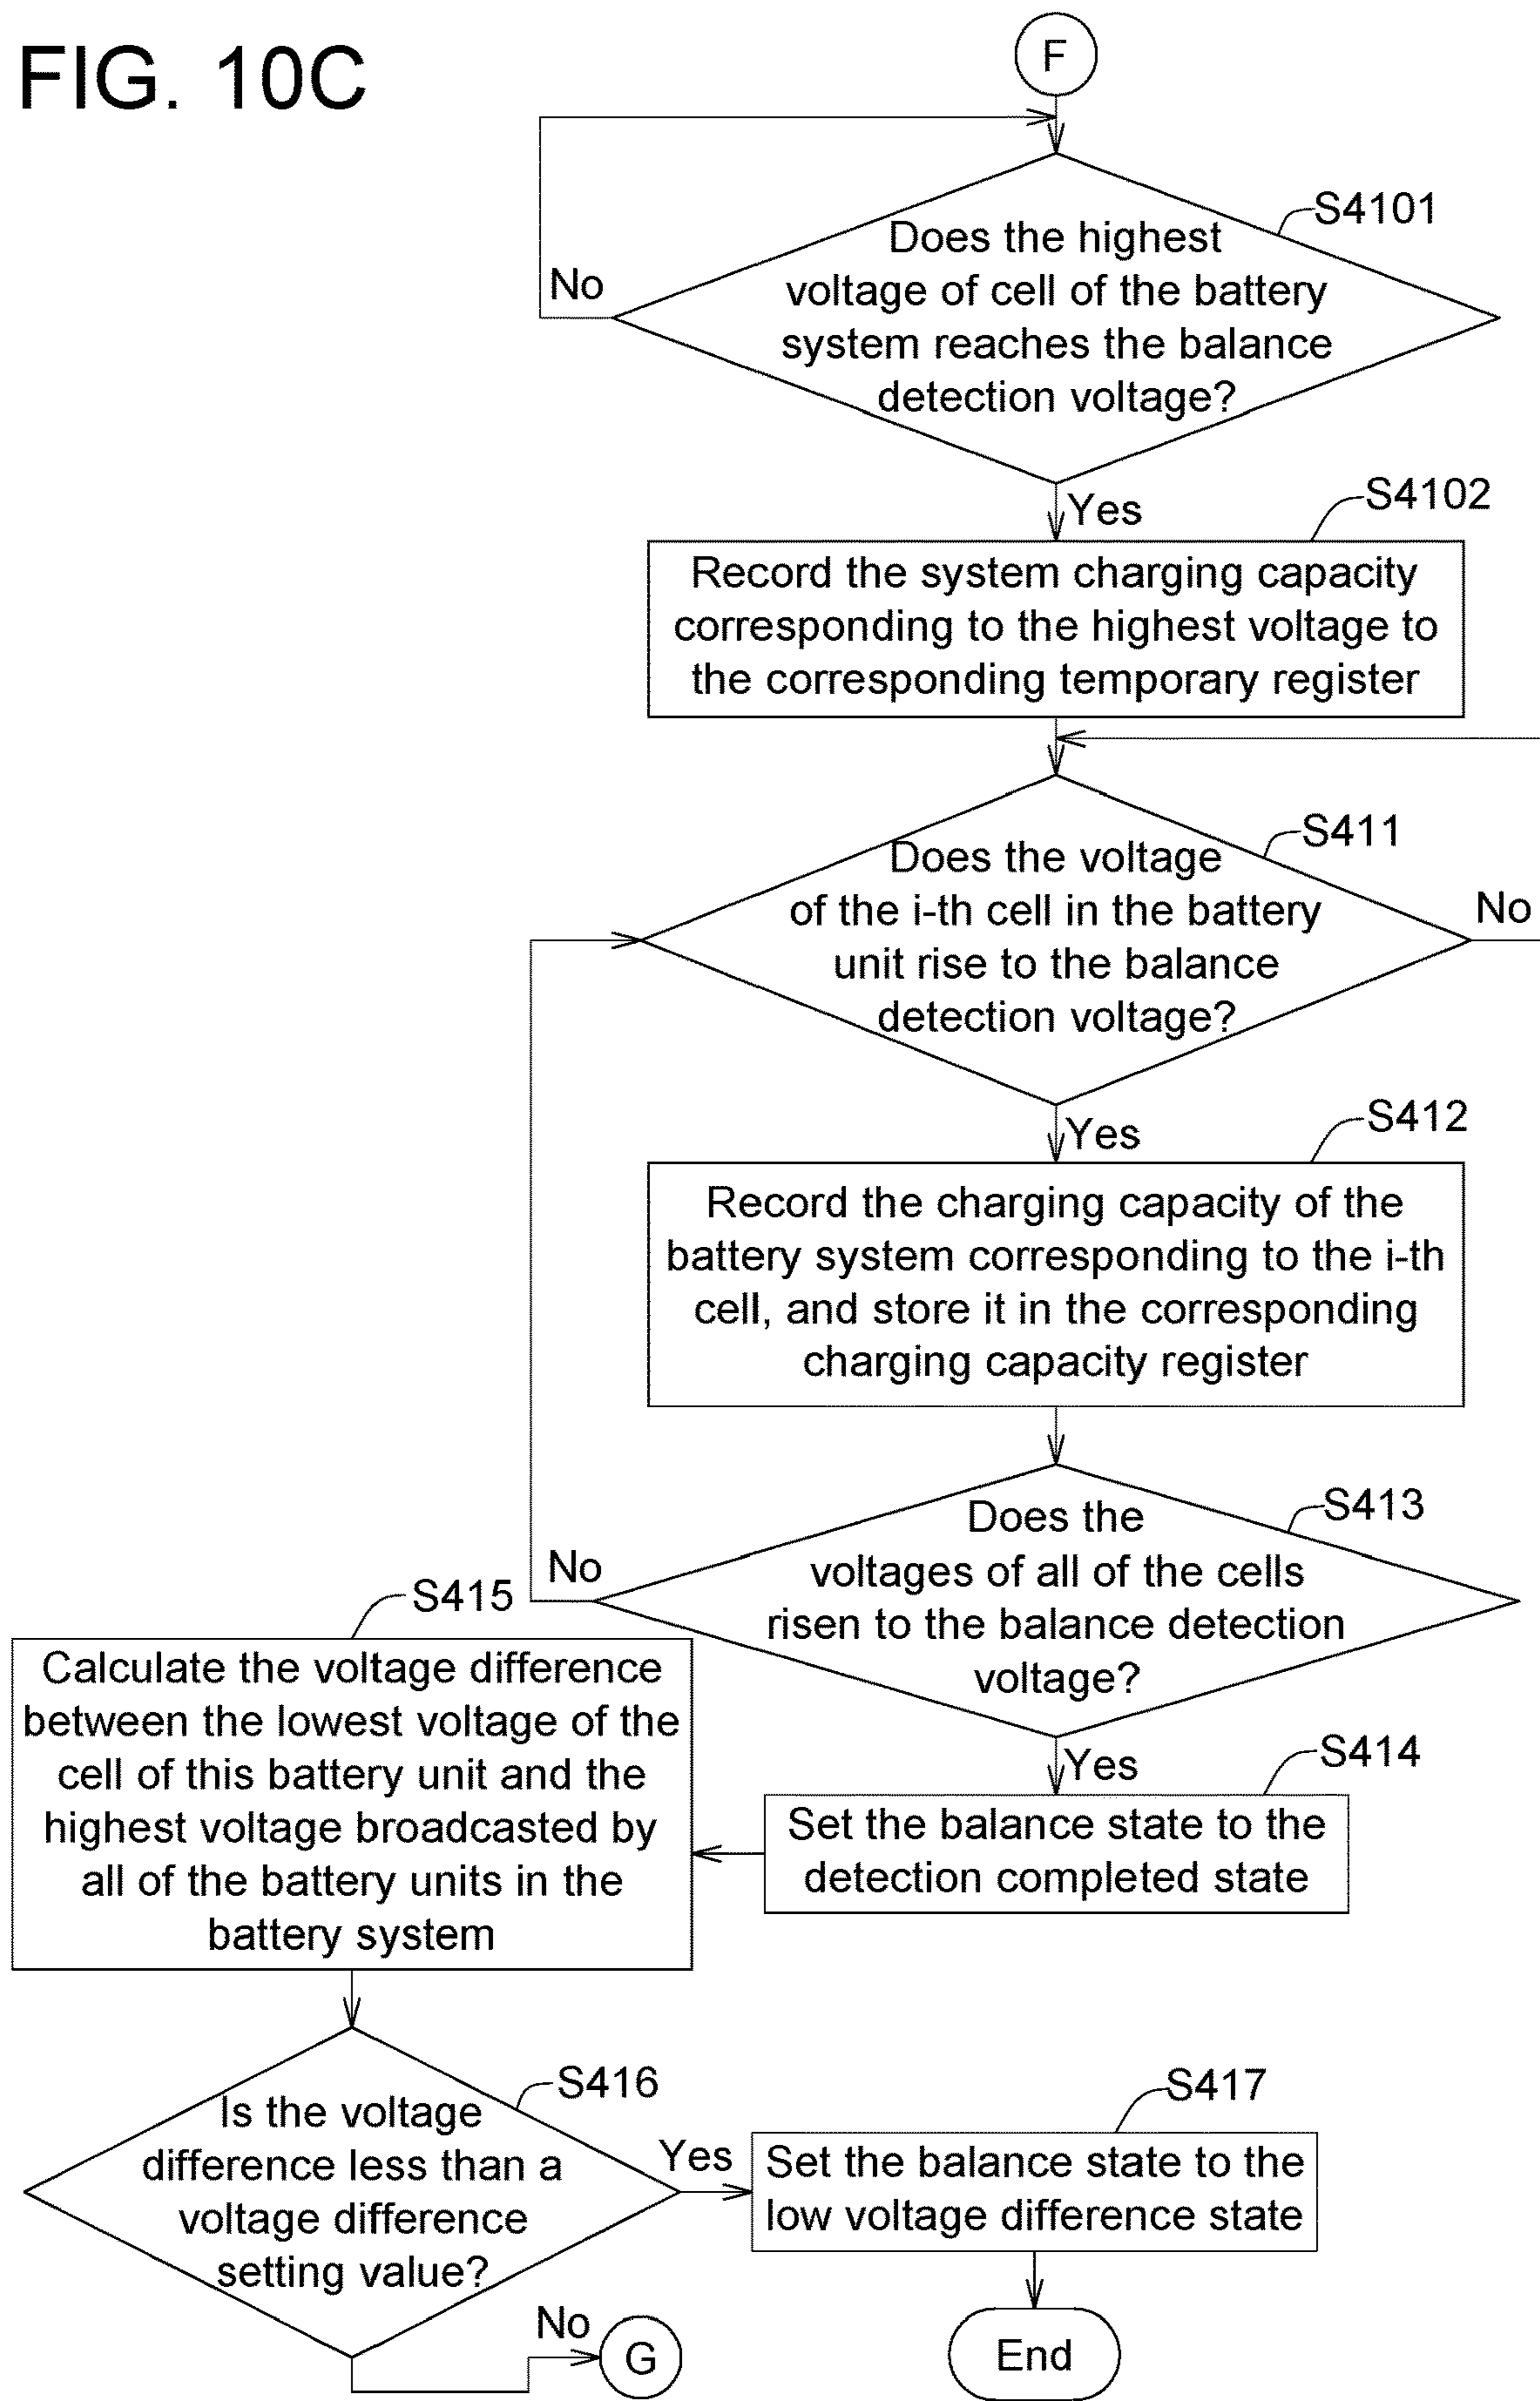 FIG. 10C
F
S4101
Does the highest
voltage of cell of the battery
system reaches the balance
detection voltage?
No
Yes
S4102
Record the system charging capacity
corresponding to the highest voltage to
the corresponding temporary register
S411
Does the voltage
of the i-th cell in the battery
unit rise to the balance
detection voltage?
No
Yes
S412
Record the charging capacity of the
battery system corresponding to the i-th
cell, and store it in the corresponding
charging capacity register
S413
Does the
voltages of all of the cells
risen to the balance detection
voltage?
No
Yes
S414
Set the balance state to the
detection completed state
S415
Calculate the voltage difference
between the lowest voltage of the
cell of this battery unit and the
highest voltage broadcasted by
all of the battery units in the
battery system
S416
Is the voltage
difference less than a
voltage difference
setting value?
Yes
S417
Set the balance state to the
low voltage difference state
No
G
End